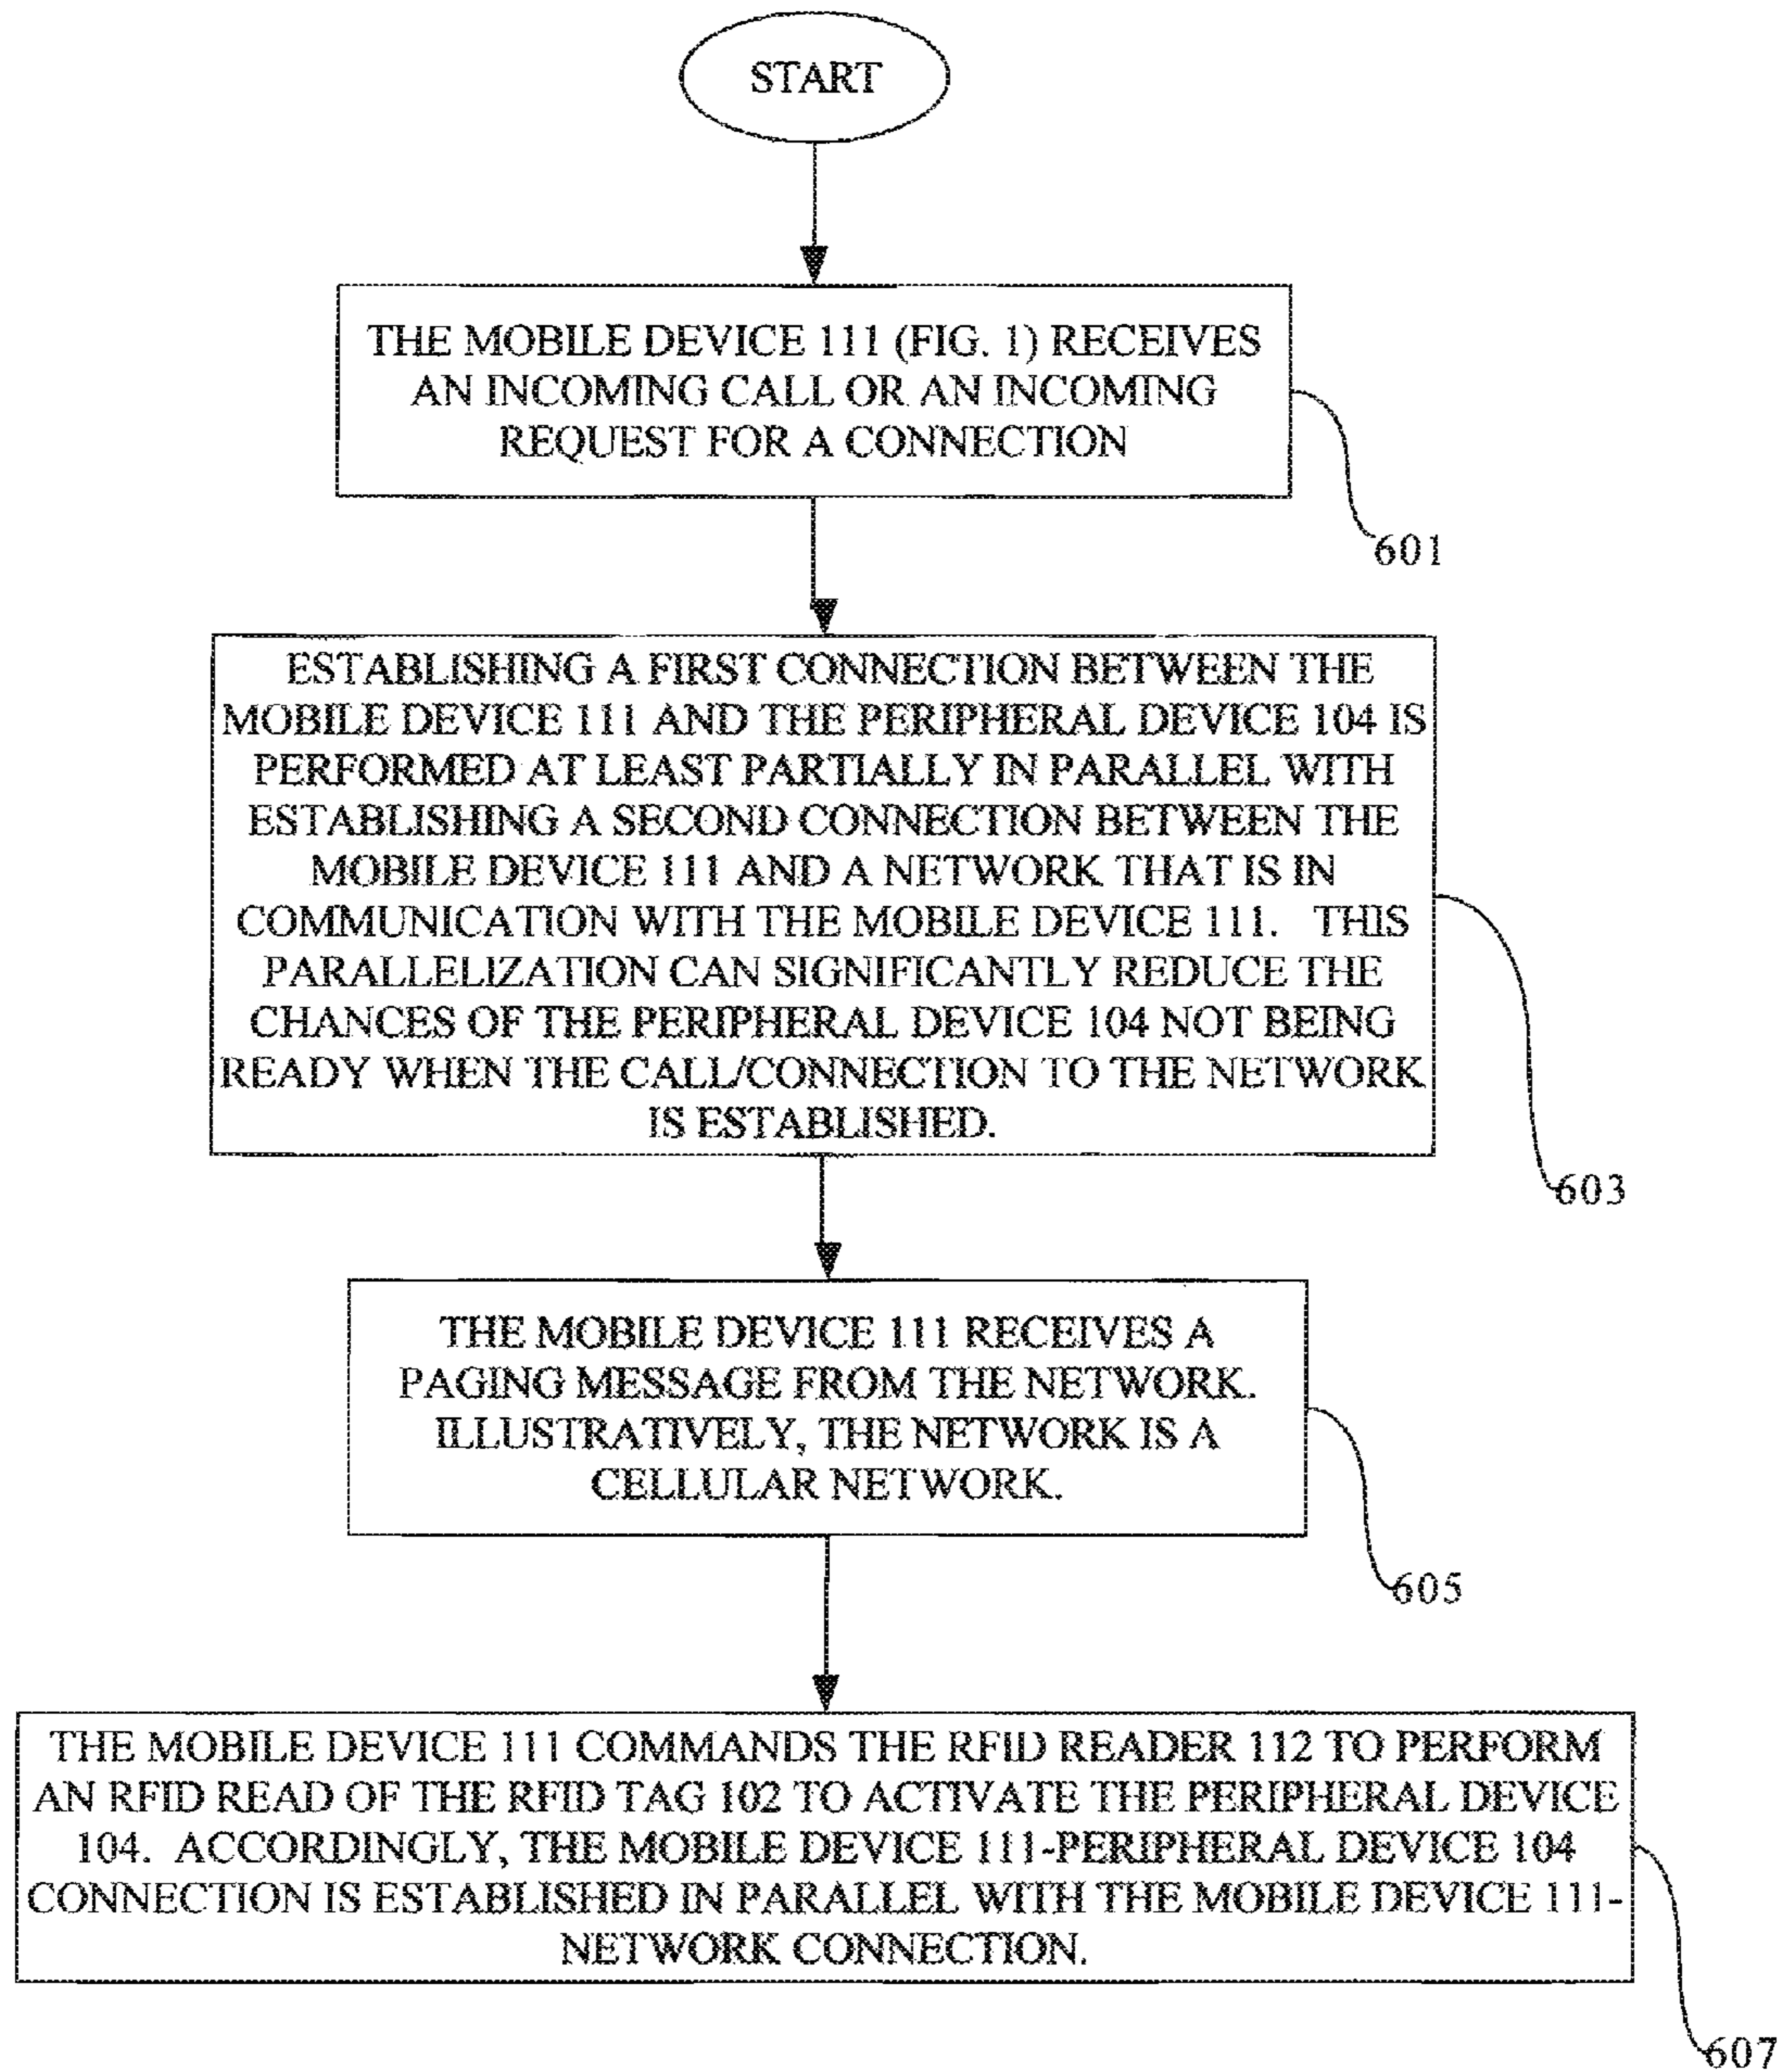 START
THE MOBILE DEVICE 111 (FIG. 1) RECEIVES
AN INCOMING CALL OR AN INCOMING
REQUEST FOR A CONNECTION
601
ESTABLISHING A FIRST CONNECTION BETWEEN THE
MOBILE DEVICE 111 AND THE PERIPHERAL DEVICE 104 IS
PERFORMED AT LEAST PARTIALLY IN PARALLEL WITH
ESTABLISHING A SECOND CONNECTION BETWEEN THE
MOBILE DEVICE 111 AND A NETWORK THAT IS IN
COMMUNICATION WITH THE MOBILE DEVICE 111. THIS
PARALLELIZATION CAN SIGNIFICANTLY REDUCE THE
CHANCES OF THE PERIPHERAL DEVICE 104 NOT BEING
READY WHEN THE CALL/CONNECTION TO THE NETWORK
IS ESTABLISHED.
603
THE MOBILE DEVICE 111 RECEIVES A
PAGING MESSAGE FROM THE NETWORK.
ILLUSTRATIVELY, THE NETWORK IS A
CELLULAR NETWORK.
605
THE MOBILE DEVICE 111 COMMANDS THE RFID READER 112 TO PERFORM
AN RFID READ OF THE RFID TAG 102 TO ACTIVATE THE PERIPHERAL DEVICE
104. ACCORDINGLY, THE MOBILE DEVICE 111-PERIPHERAL DEVICE 104
CONNECTION IS ESTABLISHED IN PARALLEL WITH THE MOBILE DEVICE 111-
NETWORK CONNECTION.
607